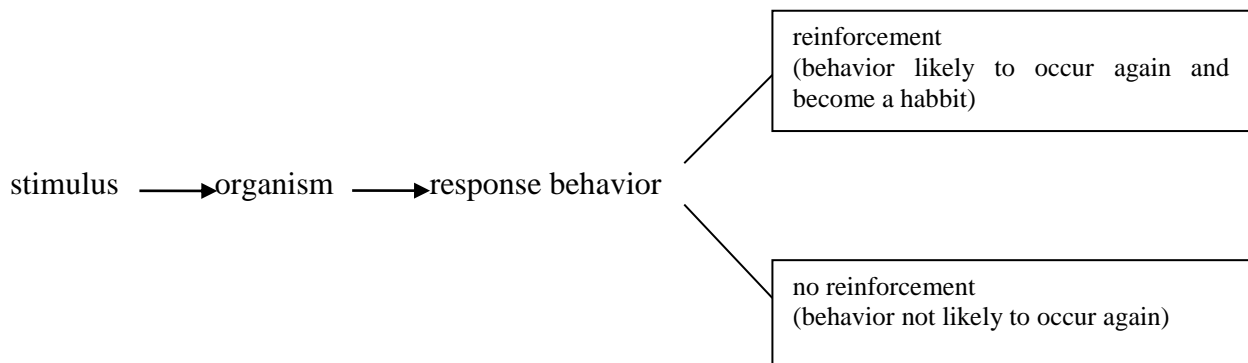 reinforcement
(behavior likely to occur again and
become a habbit)
stimulus organism response behavior
no reinforcement
(behavior not likely to occur again)